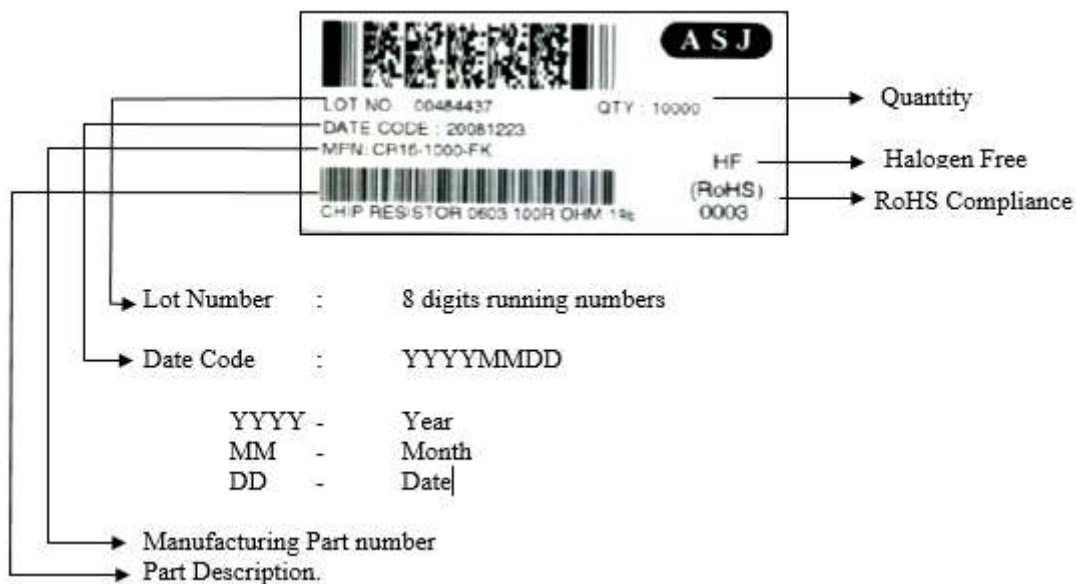 ASJ
LOT NO 00484437 QTY : 10000
DATE CODE : 20081223
MPN: CR16-1000-FK
HF
(RoHS)
CHIP RESISTOR 0603 100R OHM 1%
0003
Quantity
Halogen Free
RoHS Compliance
Lot Number : 8 digits running numbers
Date Code : YYYYMMDD
YYYY - Year
MM - Month
DD - Date
Manufacturing Part number
Part Description.